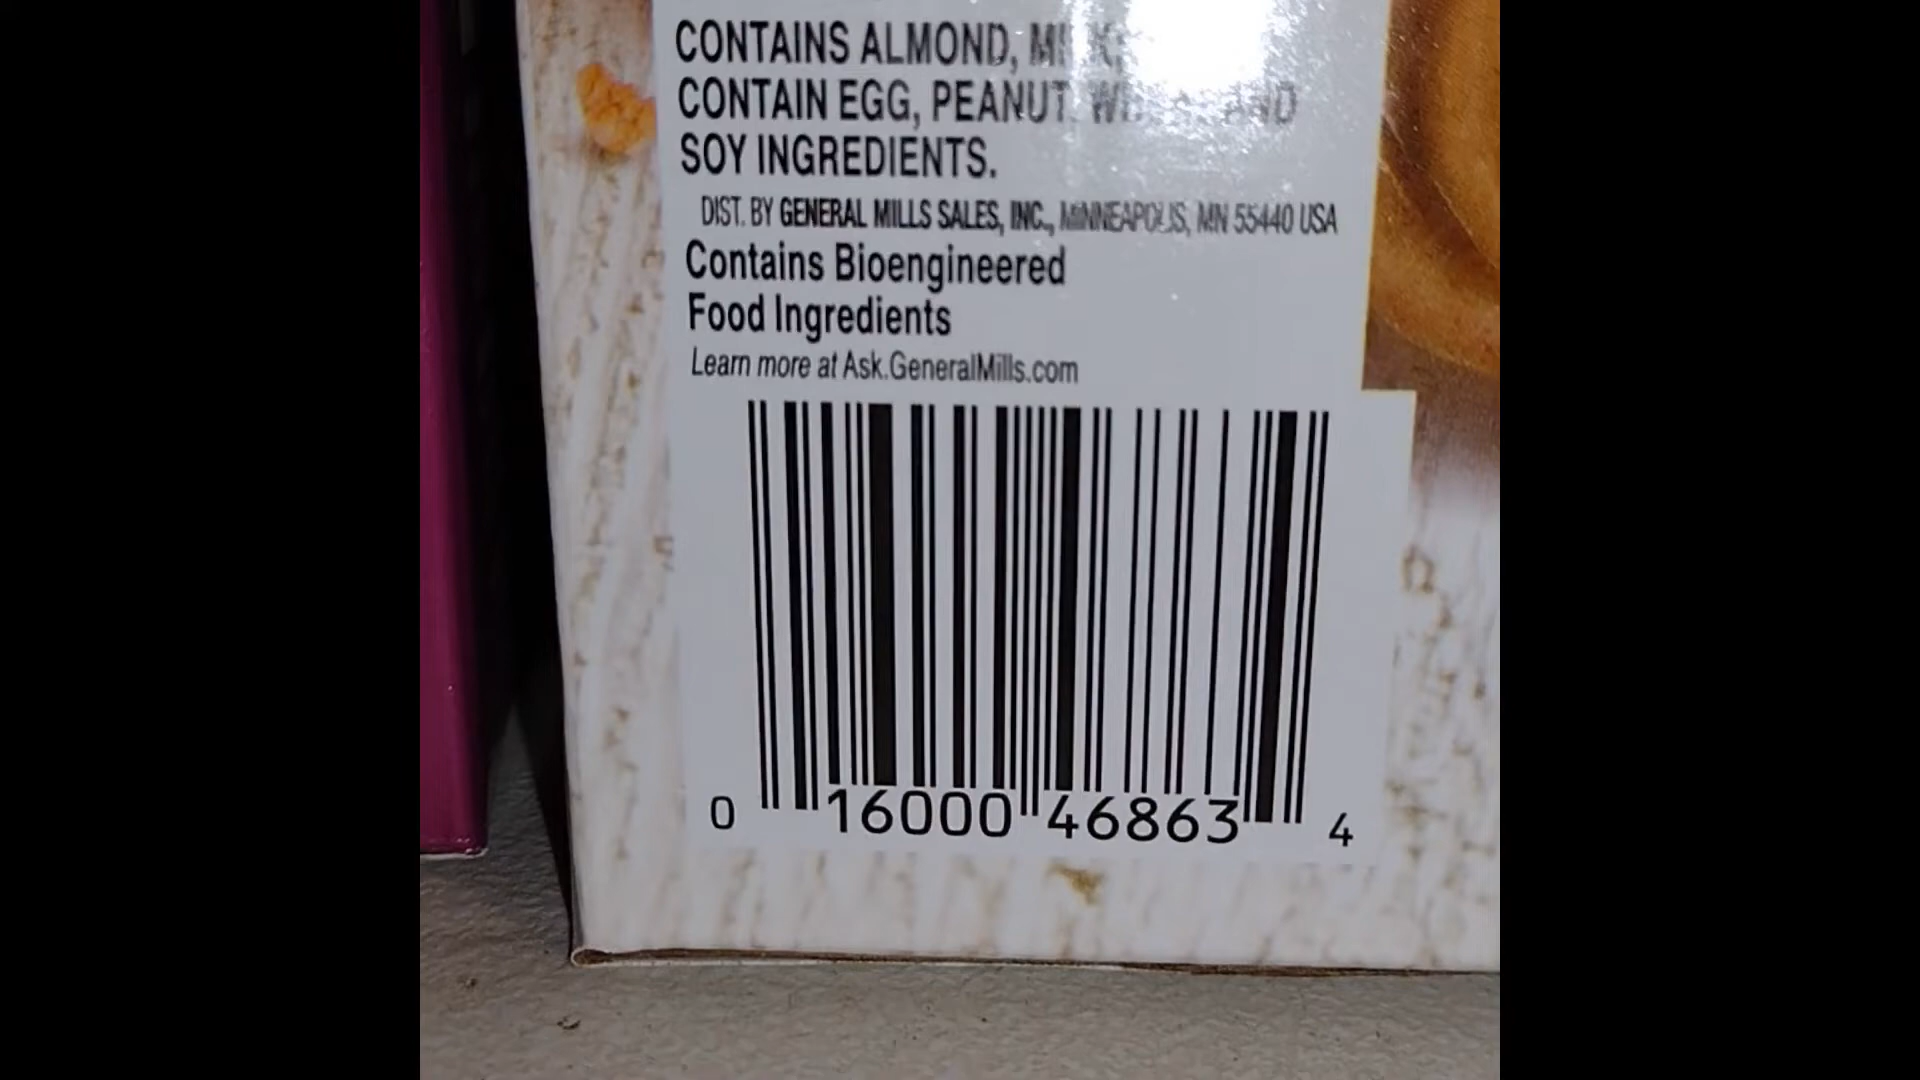 CONTAINS ALMOND,
CONTAIN EGG, PEANUT AND
SOY INGREDIENTS.
DIST. BY GENERAL MILLS SALES, INC., MINNEAPOLIS, MN 55440 USA
Contains Bioengineered
Food Ingredients
Learn more at Ask.GeneralMills.com
0 16000 46863 4